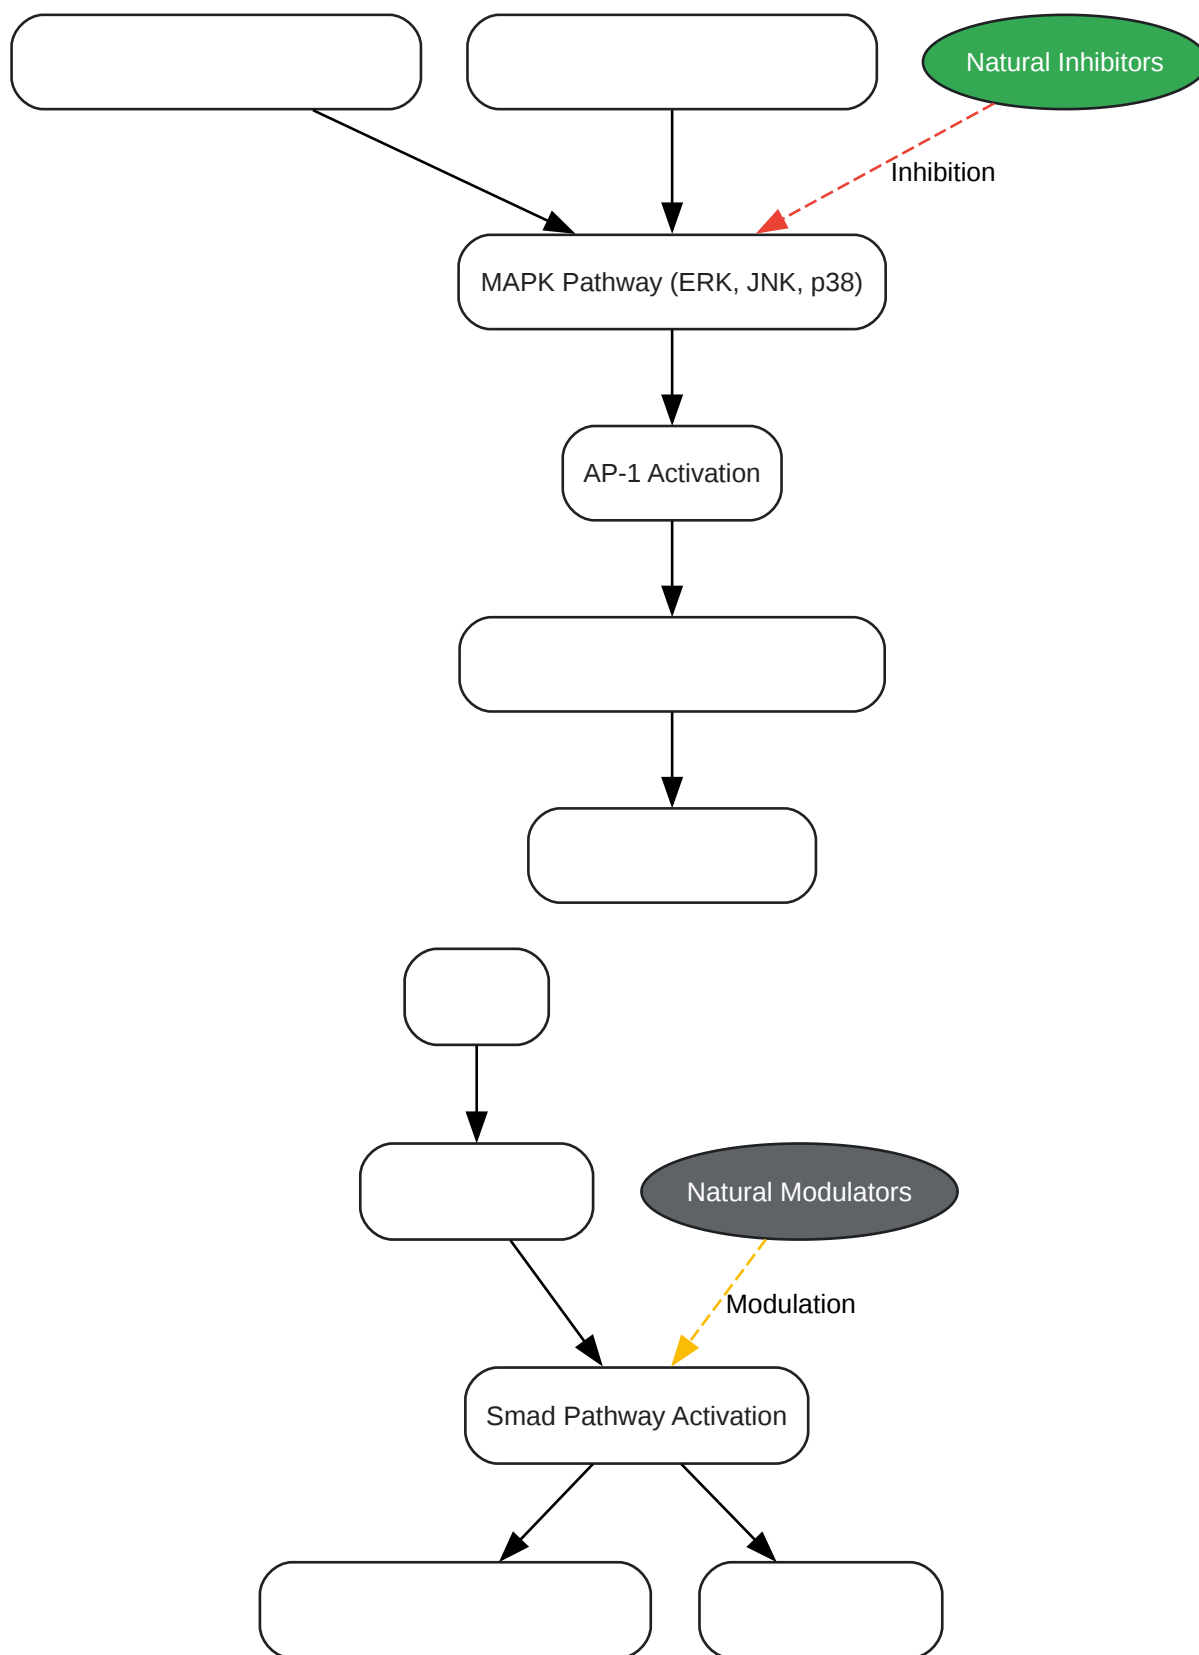 Natural Inhibitors
Inhibition
MAPK Pathway (ERK, JNK, p38)
AP-1 Activation
Natural Modulators
Modulation
Smad Pathway Activation